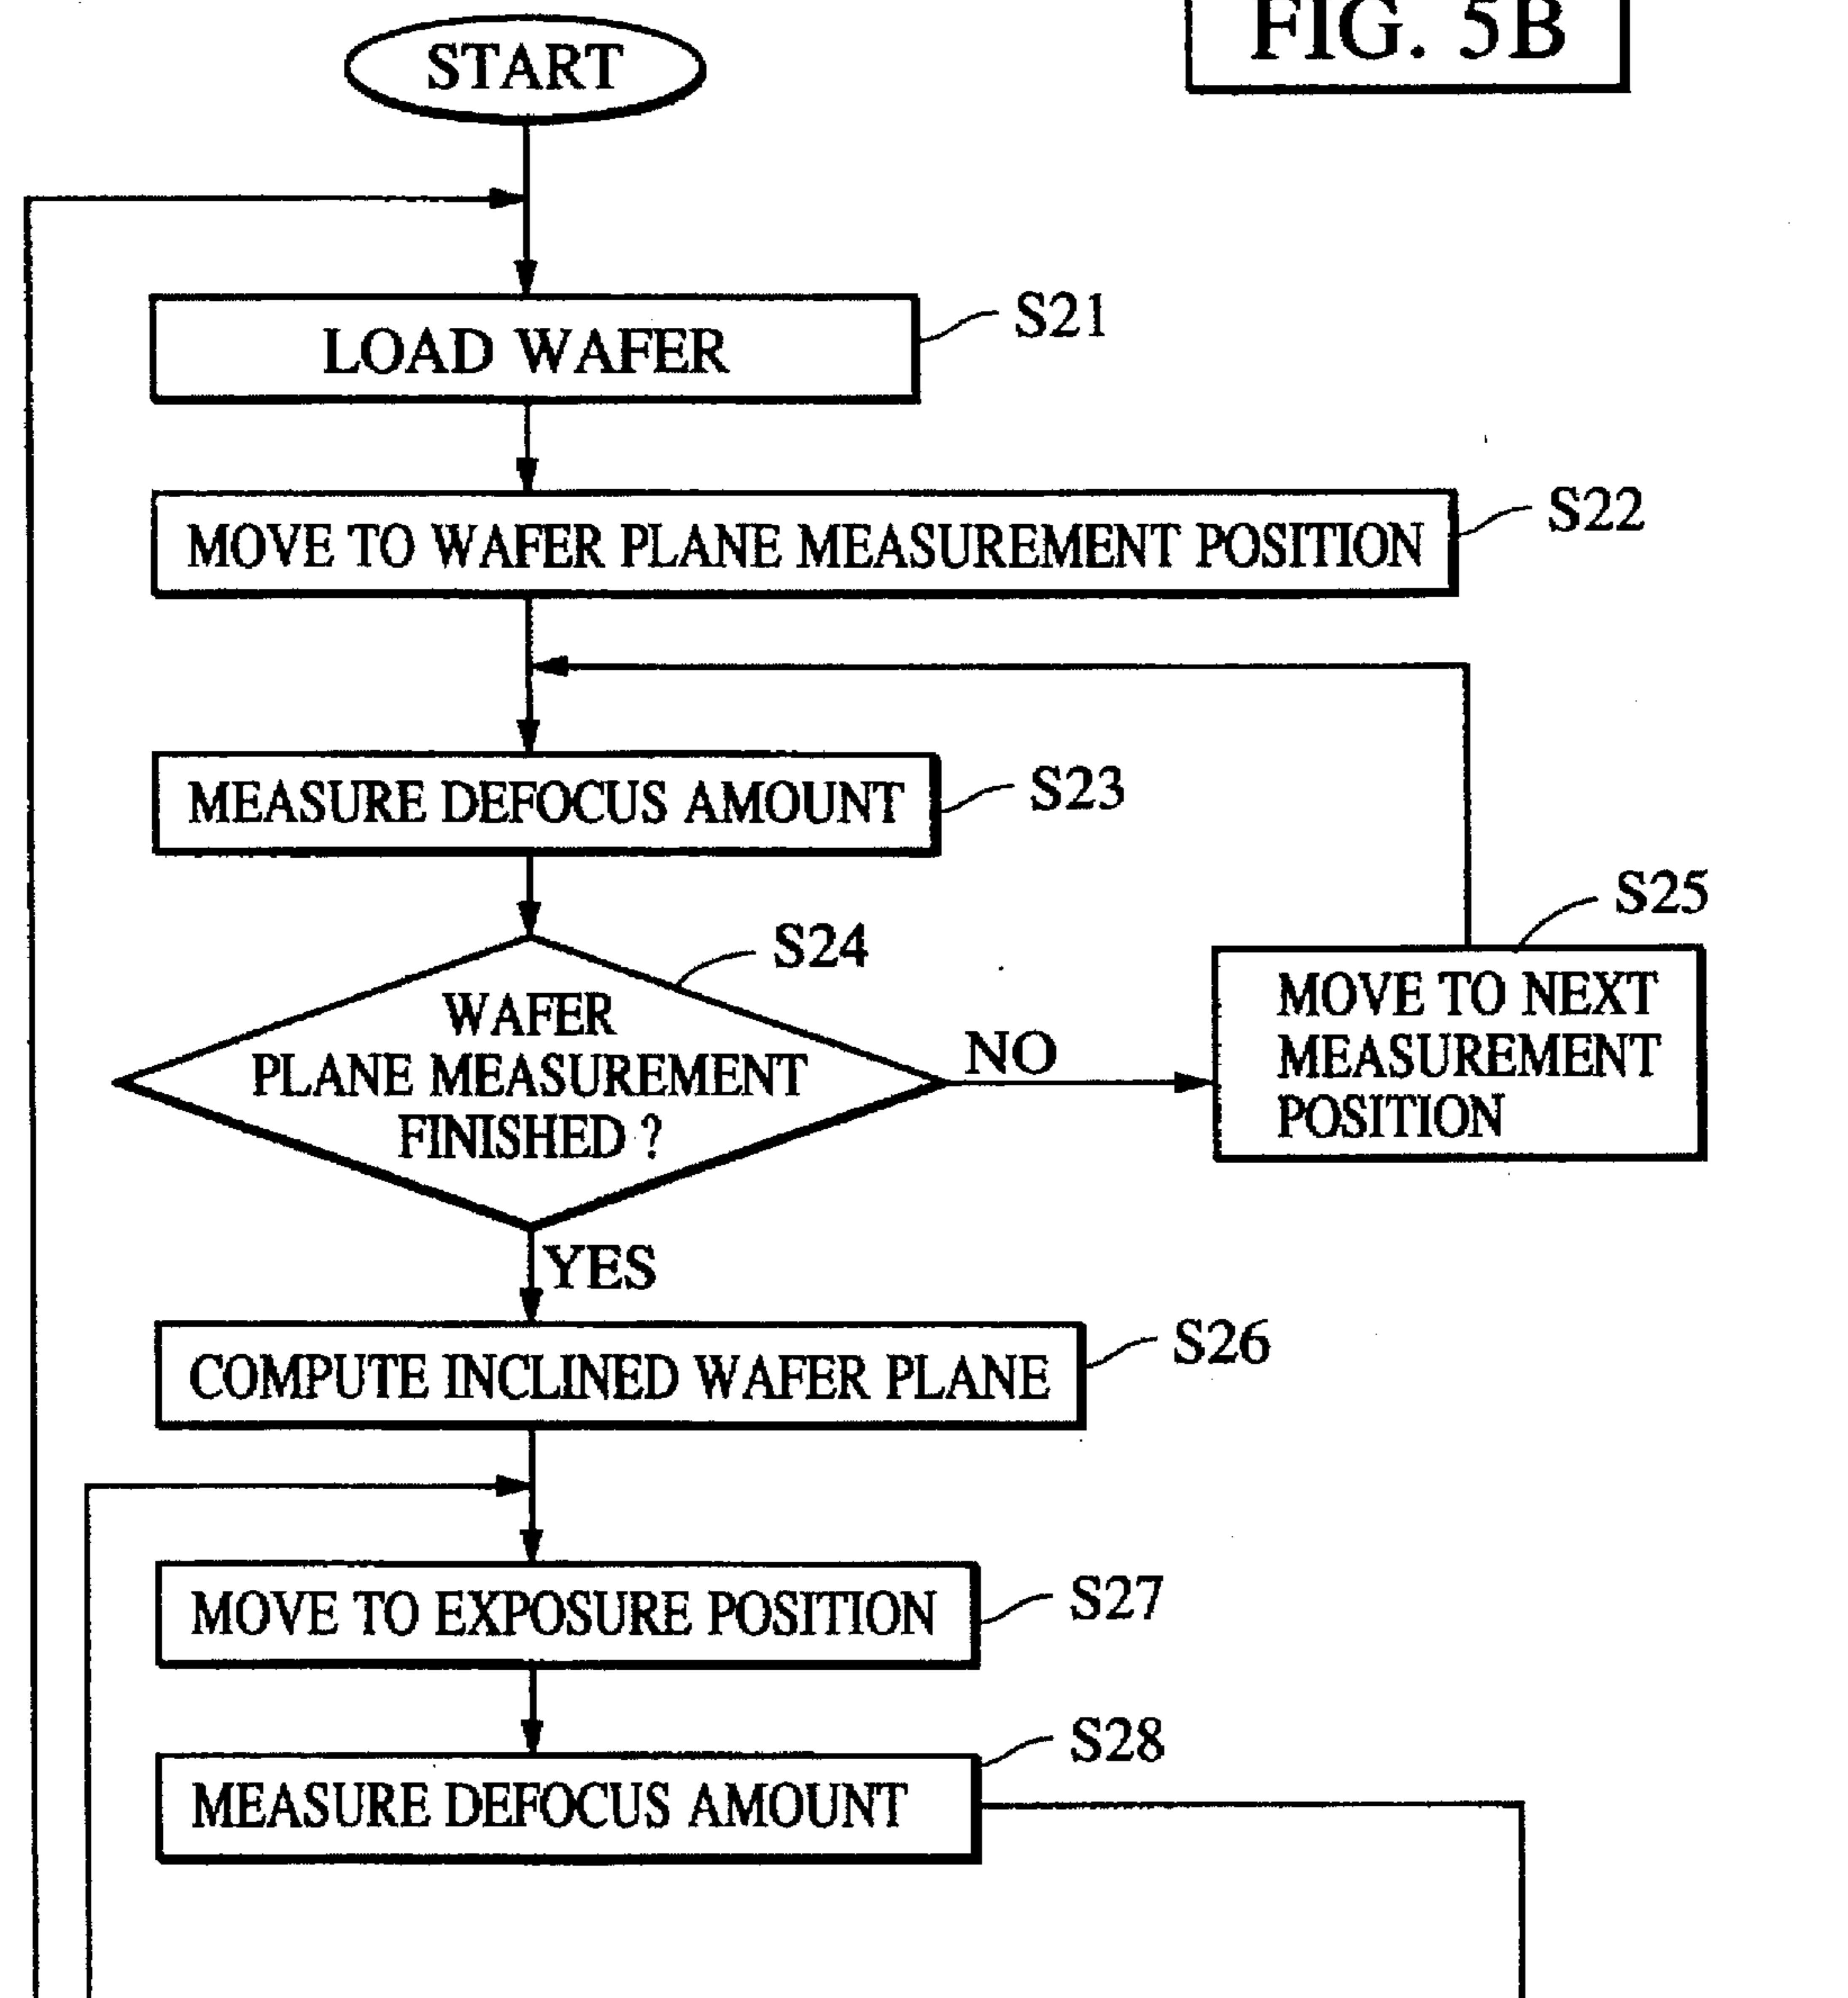 FIG. 5B
START
LOAD WAFER
S21
MOVE TO WAFER PLANE MEASUREMENT POSITION
S22
MEASURE DEFOCUS AMOUNT
S23
S24
WAFER
PLANE MEASUREMENT
FINISHED ?
NO
S25
MOVE TO NEXT
MEASUREMENT
POSITION
YES
COMPUTE INCLINED WAFER PLANE
S26
MOVE TO EXPOSURE POSITION
S27
MEASURE DEFOCUS AMOUNT
S28